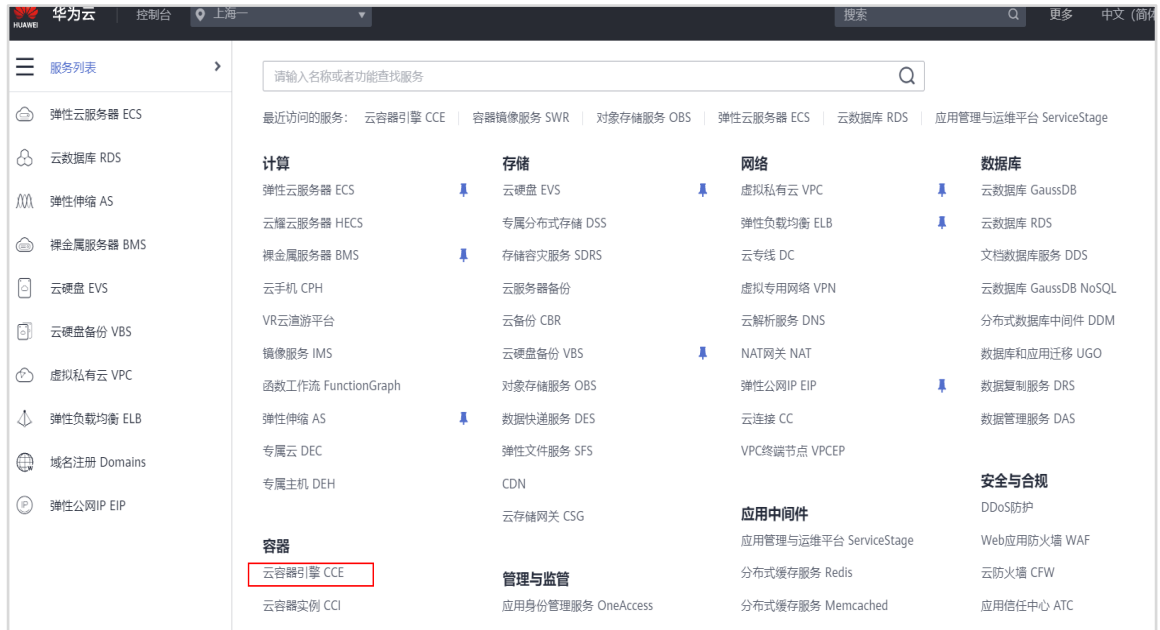 HUAWEI 华为云 控制台 上海一 搜索 更多 中文 (简体
服务列表
弹性云服务器 ECS
云数据库 RDS
弹性伸缩 AS
裸金属服务器 BMS
云硬盘 EVS
云硬盘备份 VBS
虚拟私有云 VPC
弹性负载均衡 ELB
域名注册 Domains
弹性公网IP EIP
请输入名称或者功能查找服务
最近访问的服务： 云容器引擎 CCE 容器镜像服务 SWR 对象存储服务 OBS 弹性云服务器 ECS 云数据库 RDS 应用管理与运维平台 ServiceStage
计算
弹性云服务器 ECS
云耀云服务器 HECS
裸金属服务器 BMS
云手机 CPH
VR云渲游平台
镜像服务 IMS
函数工作流 FunctionGraph
弹性伸缩 AS
专属云 DEC
专属主机 DEH
容器
云容器引擎 CCE
云容器实例 CCI
存储
云硬盘 EVS
专属分布式存储 DSS
存储容灾服务 SDRS
云服务器备份
云备份 CBR
云硬盘备份 VBS
对象存储服务 OBS
数据快递服务 DES
弹性文件服务 SFS
CDN
云存储网关 CSG
管理与监管
应用身份管理服务 OneAccess
网络
虚拟私有云 VPC
弹性负载均衡 ELB
云专线 DC
虚拟专用网络 VPN
云解析服务 DNS
NAT网关 NAT
弹性公网IP EIP
云连接 CC
VPC终端节点 VPCEP
应用中间件
应用管理与运维平台 ServiceStage
分布式缓存服务 Redis
分布式缓存服务 Memcached
数据库
云数据库 GaussDB
云数据库 RDS
文档数据库服务 DDS
云数据库 GaussDB NoSQL
分布式数据库中间件 DDM
数据库和应用迁移 UGO
数据复制服务 DRS
数据管理服务 DAS
安全与合规
DDoS防护
Web应用防火墙 WAF
云防火墙 CFW
应用信任中心 ATC